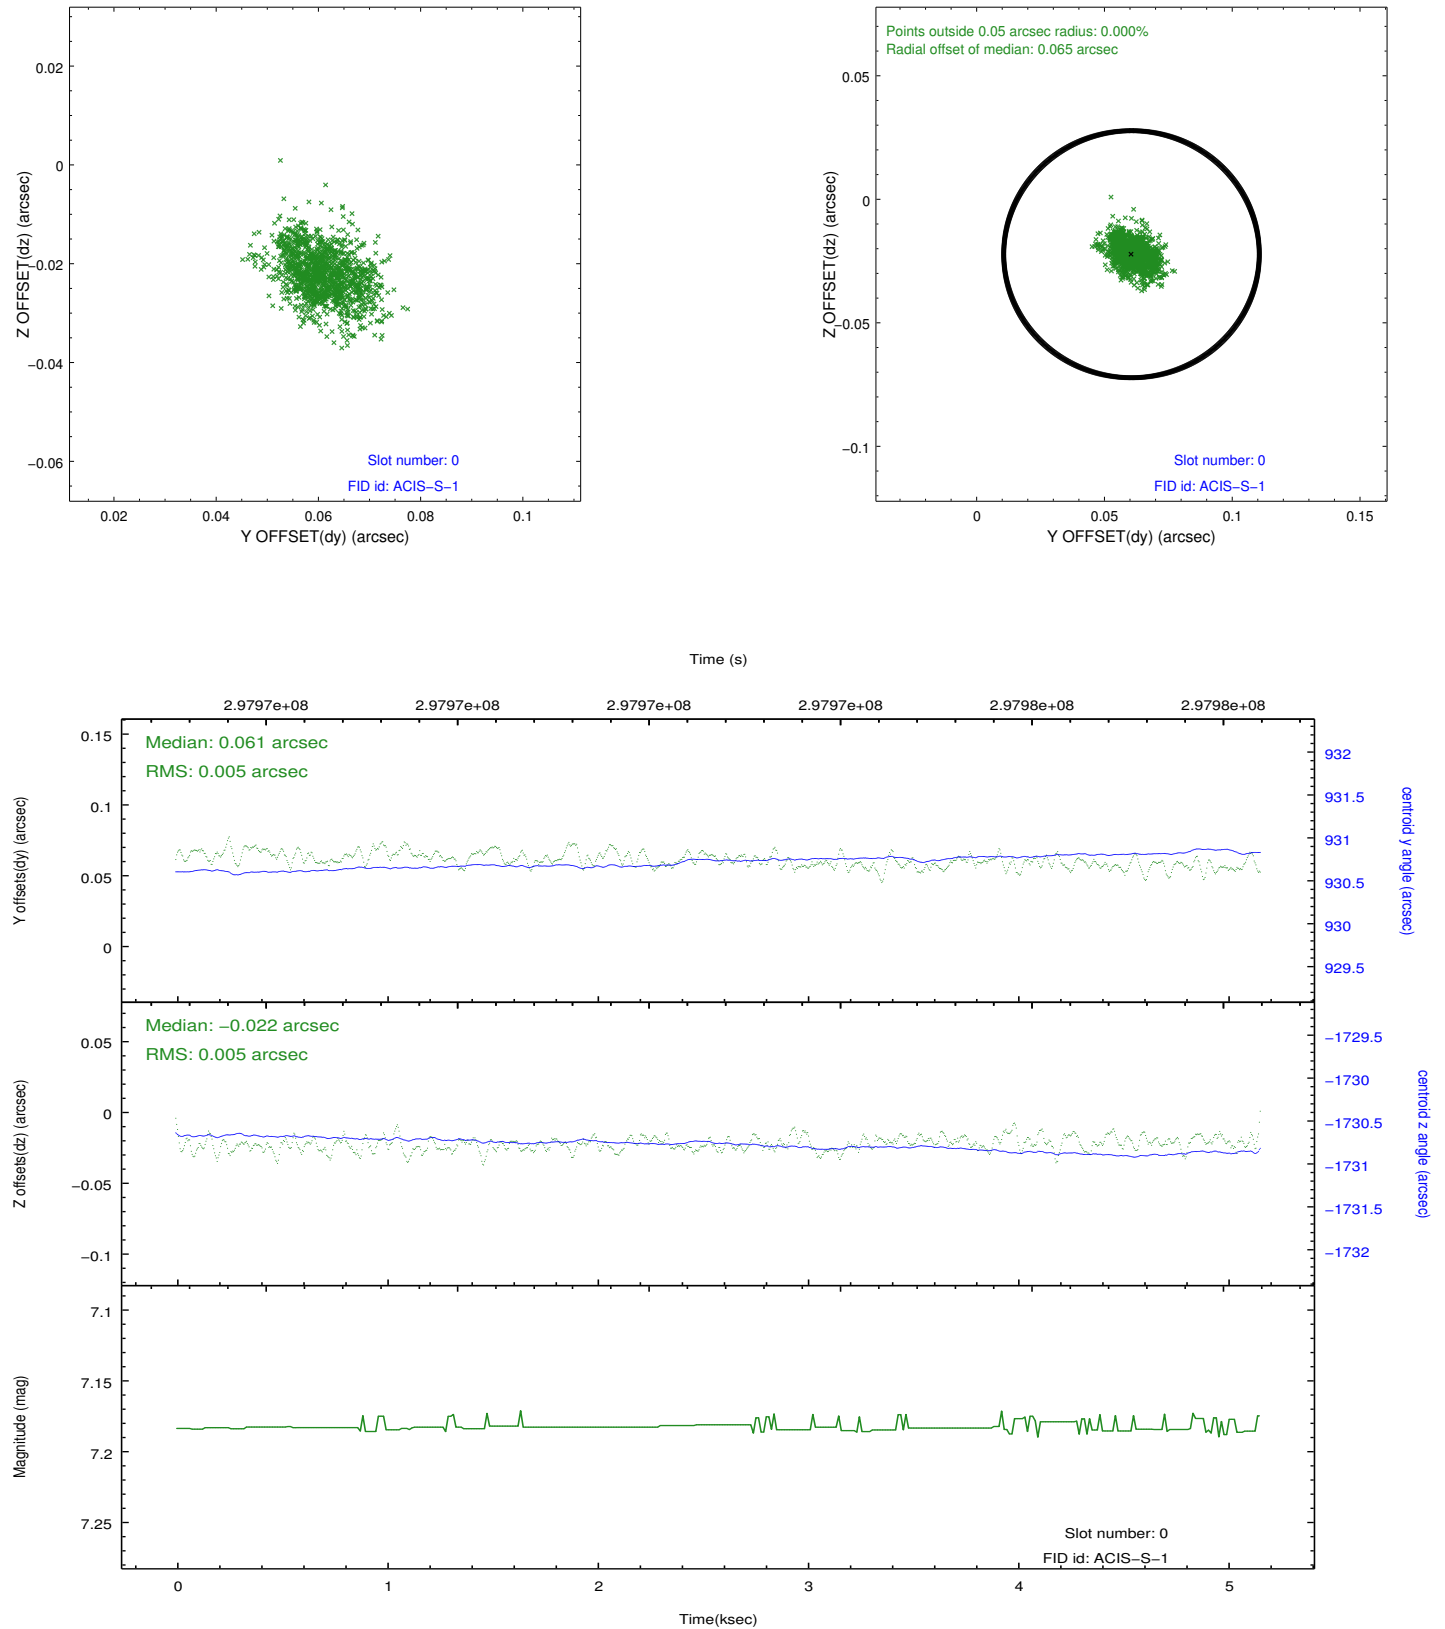 0.02
0
−0.02
−0.04
−0.06
Z OFFSET(dz) (arcsec)
Slot number: 0
FID id: ACIS−S−1
0.02 0.04 0.06 0.08 0.1
Y OFFSET(dy) (arcsec)
Points outside 0.05 arcsec radius: 0.000%
Radial offset of median: 0.065 arcsec
0.05
0
−0.05
−0.1
Z OFFSET(dz) (arcsec)
Slot number: 0
FID id: ACIS−S−1
0 0.05 0.1 0.15
Y OFFSET(dy) (arcsec)
Time (s)
2.9797e+08 2.9797e+08 2.9797e+08 2.9797e+08 2.9798e+08 2.9798e+08
Median: 0.061 arcsec
RMS: 0.005 arcsec
0.15
0.1
0.05
0
Y offsets(dy) (arcsec)
932
931.5
931
930.5
930
929.5
centroid y angle (arcsec)
Median: −0.022 arcsec
RMS: 0.005 arcsec
0.05
0
−0.05
−0.1
Z offsets(dz) (arcsec)
−1729.5
−1730
−1730.5
−1731
−1731.5
−1732
centroid z angle (arcsec)
7.1
7.15
7.2
7.25
Magnitude (mag)
Slot number: 0
FID id: ACIS−S−1
0 1 2 3 4 5
Time(ksec)